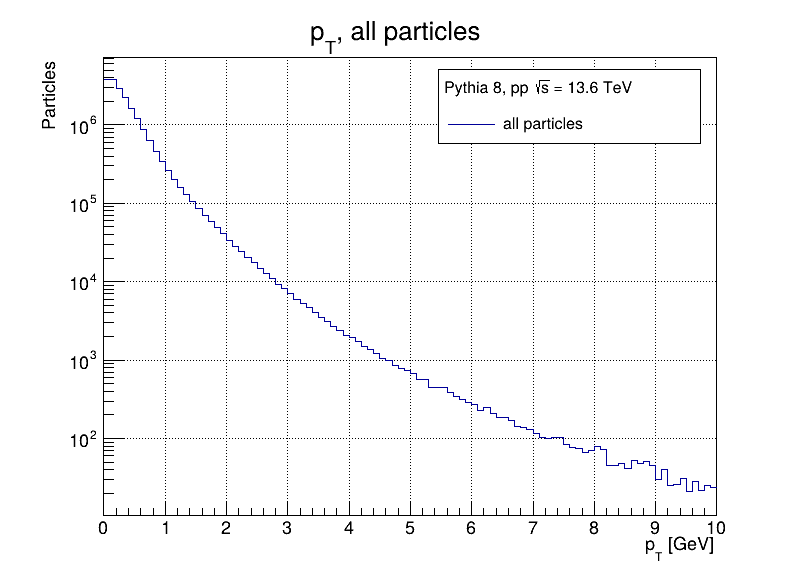 p_T, all particles
Particles
Pythia 8, pp √s = 13.6 TeV
all particles
10^6
10^5
10^4
10^3
10^2
0 1 2 3 4 5 6 7 8 9 10
p_T [GeV]